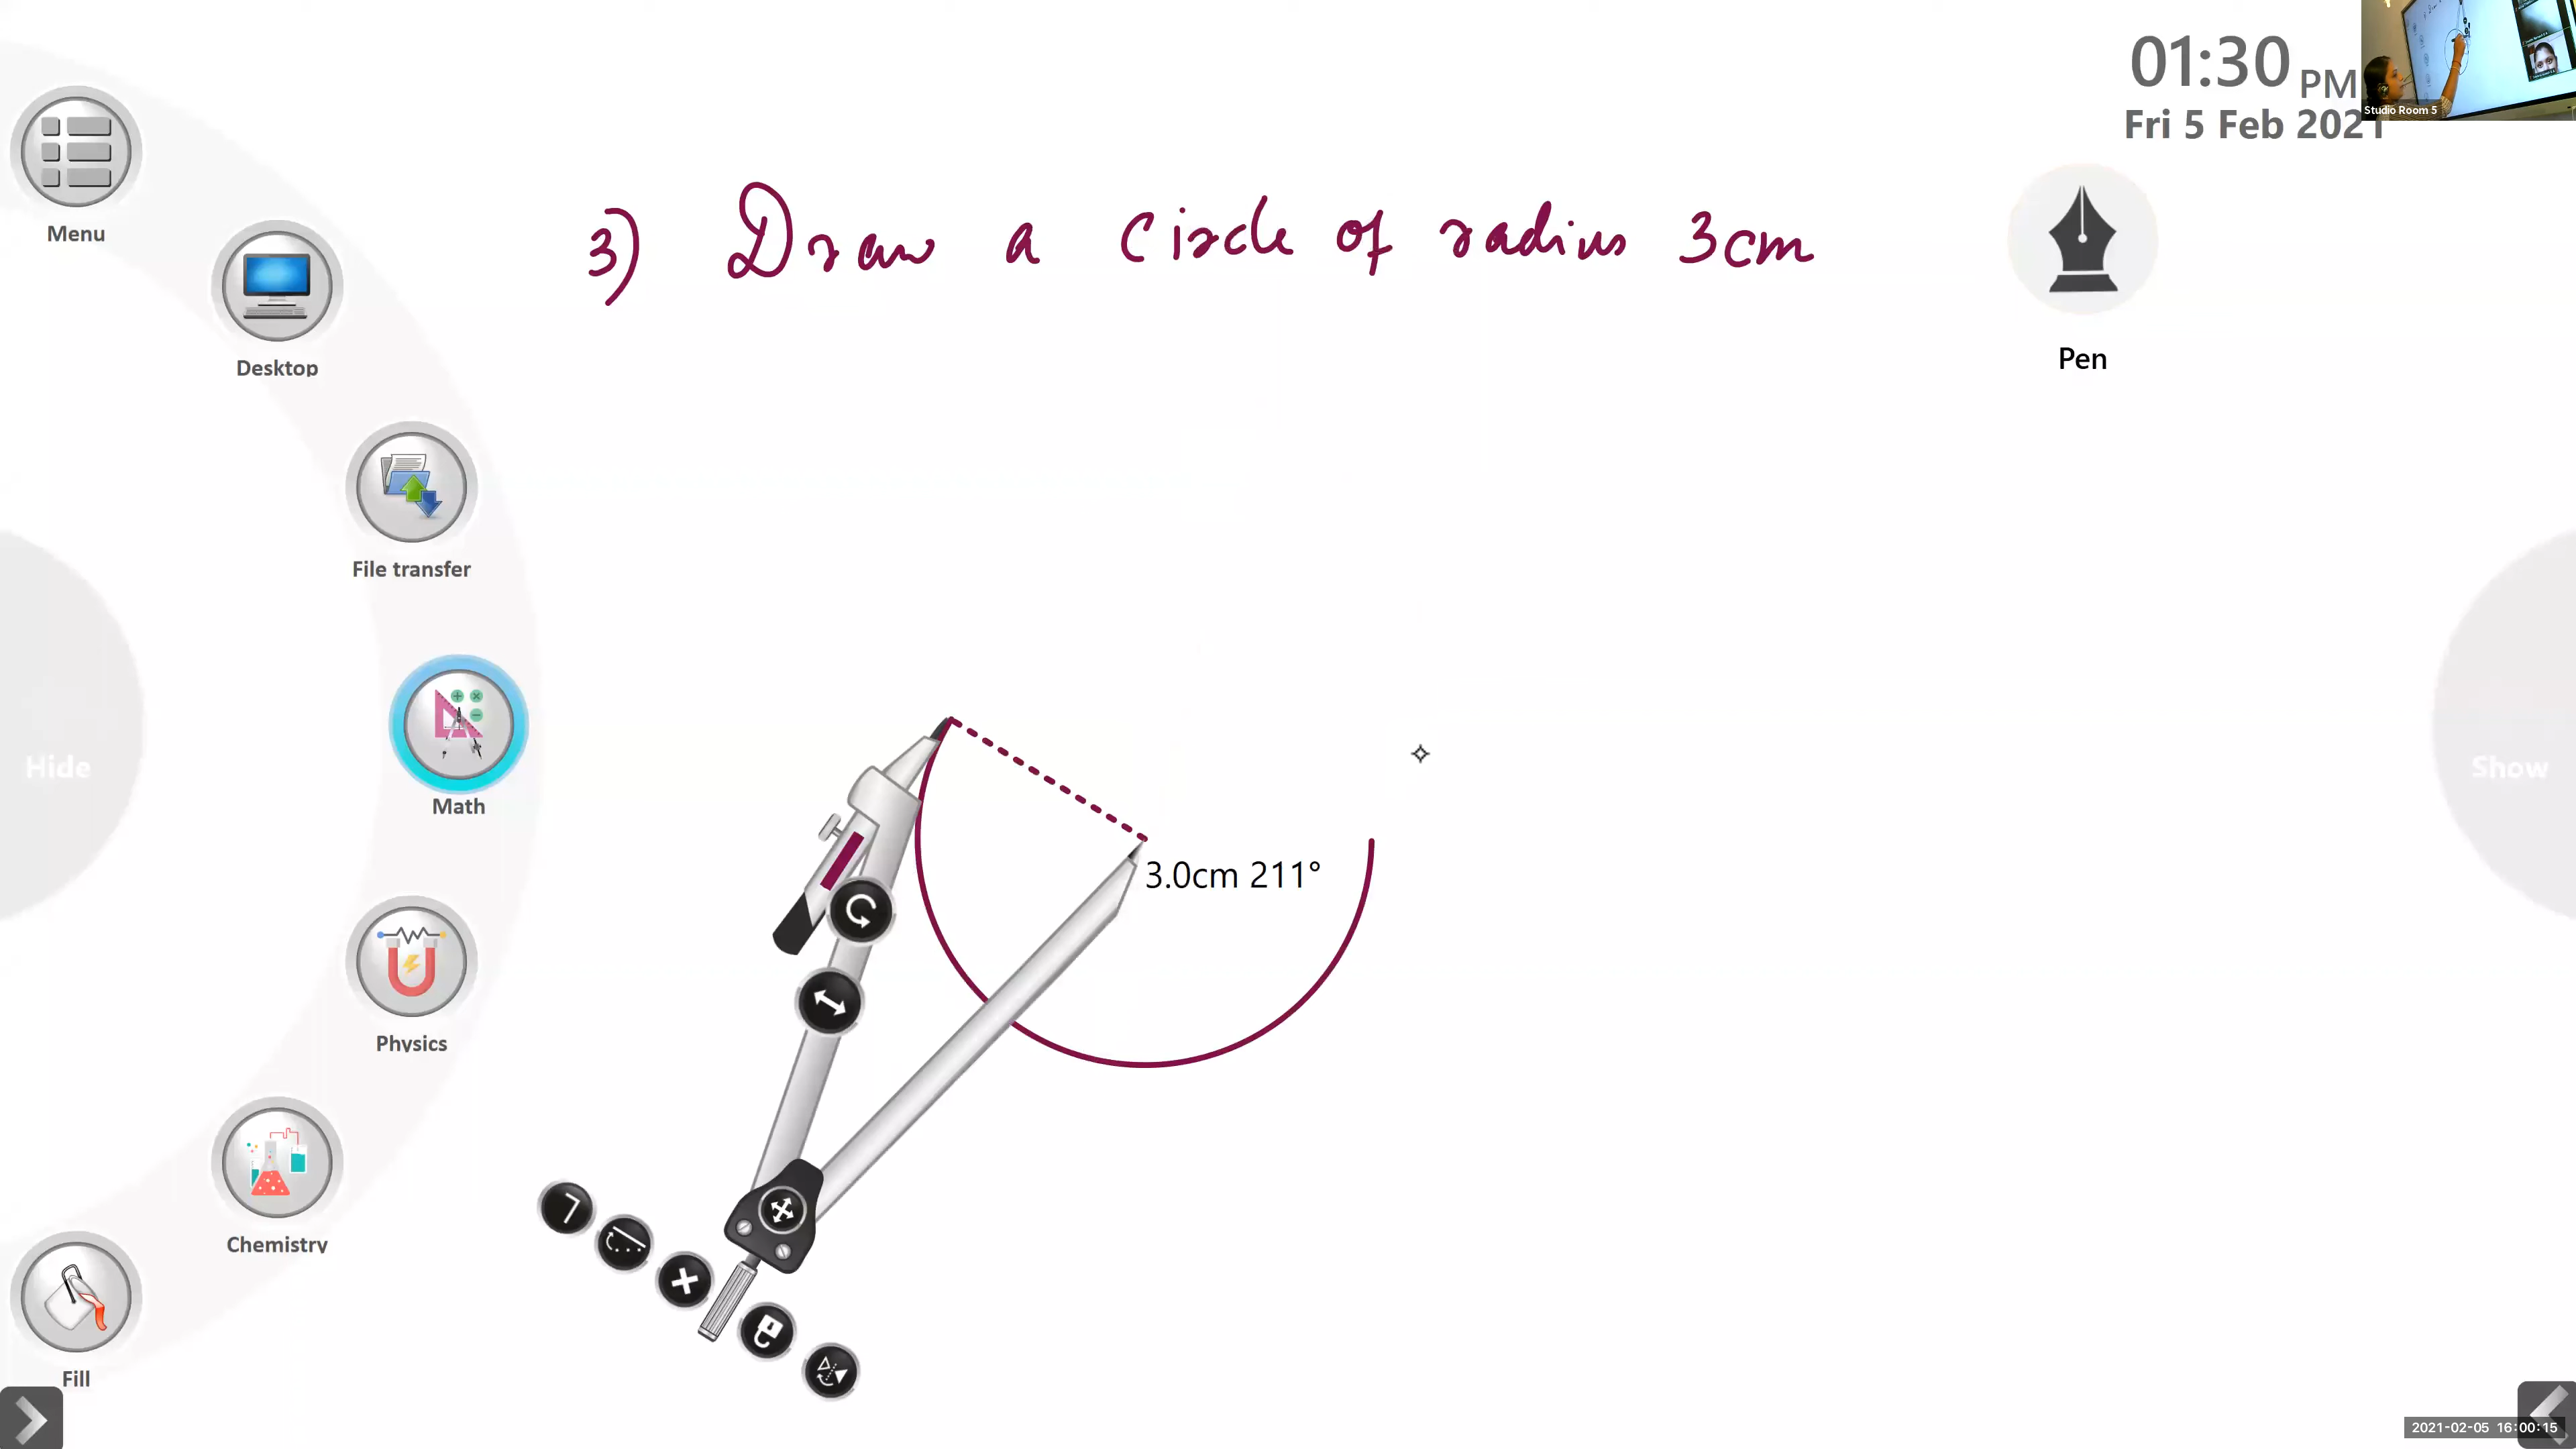 01:30 PM
Fri 5 Feb 2021
Studio Room 5
Menu
Desktop
File transfer
Math
Physics
Chemistry
Fill
Hide
3) Draw a circle of radius 3cm
Pen
3.0cm 211°
Show
2021-02-05 16:00:15